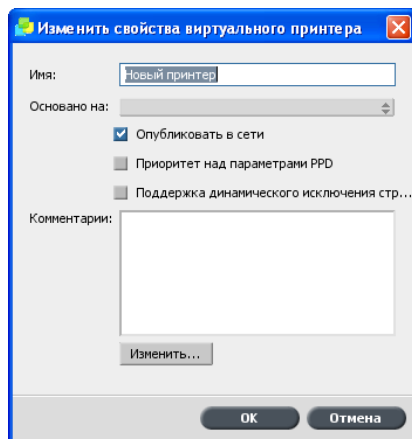 Изменить свойства виртуального принтера
Имя: Новый принтер
Основано на:
Опубликовать в сети
Приоритет над параметрами PPD
Поддержка динамического исключения стр...
Комментарии:
Изменить...
OK Отмена